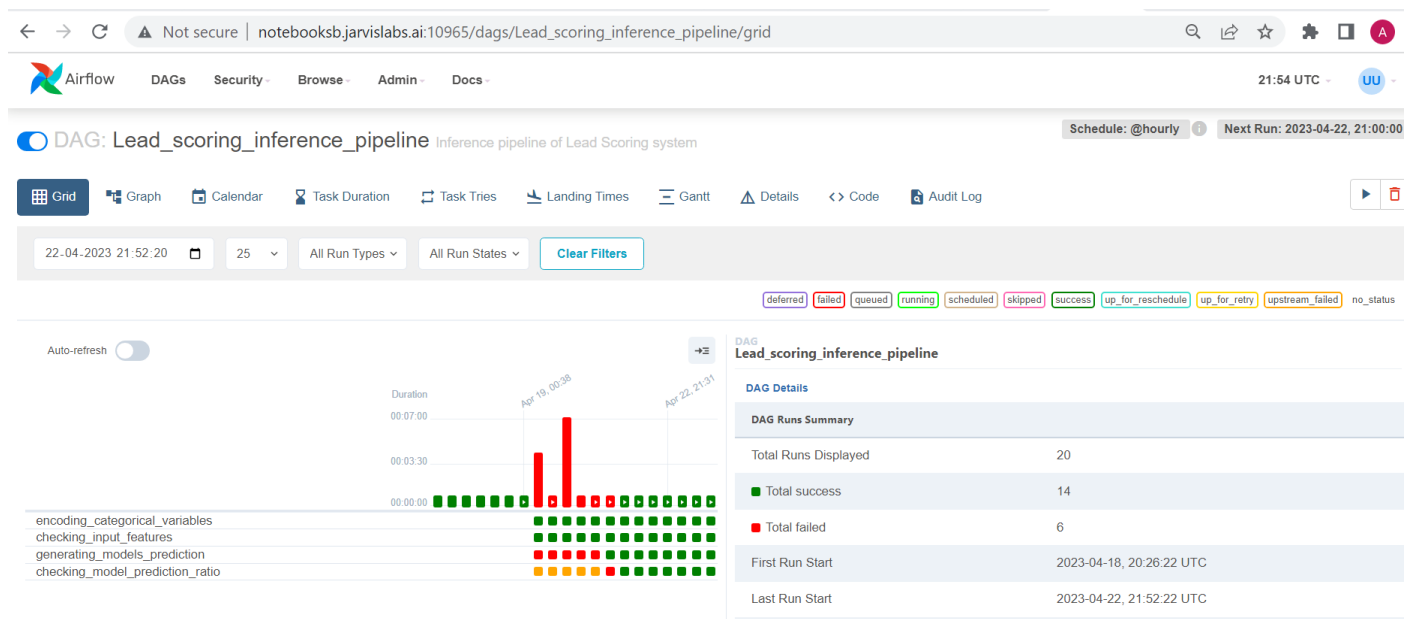 Not secure | notebooksb.jarvislabs.ai:10965/dags/Lead_scoring_inference_pipeline/grid
A
Airflow DAGs Security Browse Admin Docs 21:54 UTC UU
DAG: Lead_scoring_inference_pipeline Inference pipeline of Lead Scoring system
Schedule: @hourly i Next Run: 2023-04-22, 21:00:00
Grid Graph Calendar Task Duration Task Tries Landing Times Gantt Details Code Audit Log
22-04-2023 21:52:20 25 All Run Types All Run States Clear Filters
deferred failed queued running scheduled skipped success up_for_reschedule up_for_retry upstream_failed no_status
Auto-refresh
Duration
Apr 19, 00:38
Apr 22, 21:31
00:07:00
00:03:30
00:00:00
encoding_categorical_variables
checking_input_features
generating_models_prediction
checking_model_prediction_ratio
DAG
Lead_scoring_inference_pipeline
DAG Details
DAG Runs Summary
Total Runs Displayed 20
Total success 14
Total failed 6
First Run Start 2023-04-18, 20:26:22 UTC
Last Run Start 2023-04-22, 21:52:22 UTC